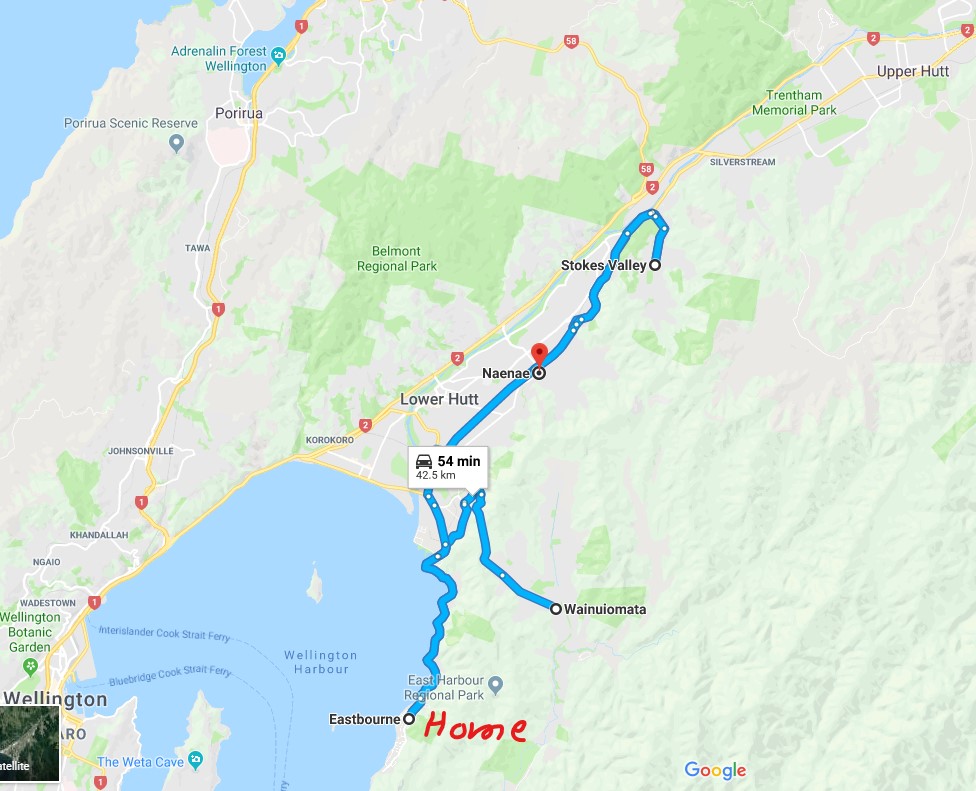 1
2
2
58
Adrenalin Forest
Wellington
Upper Hutt
Trentham
Memorial Park
Porirua
Porirua Scenic Reserve
SILVERSTREAM
58
2
TAWA
Belmont
Regional Park
Stokes Valley
1
2
Naenae
Lower Hutt
2
KOROKORO
JOHNSONVILLE
54 min
42.5 km
1
KHANDALLAH
NGAIO
WADESTOWN
1
Wainuiomata
Wellington
Botanic
Garden
Interislander Cook Strait Ferry
Wellington
Harbour
Bluebridge Cook Strait Ferry
East Harbour
Regional Park
Wellington
Eastbourne
Home
ARO
The Weta Cave
atellite
1
Google